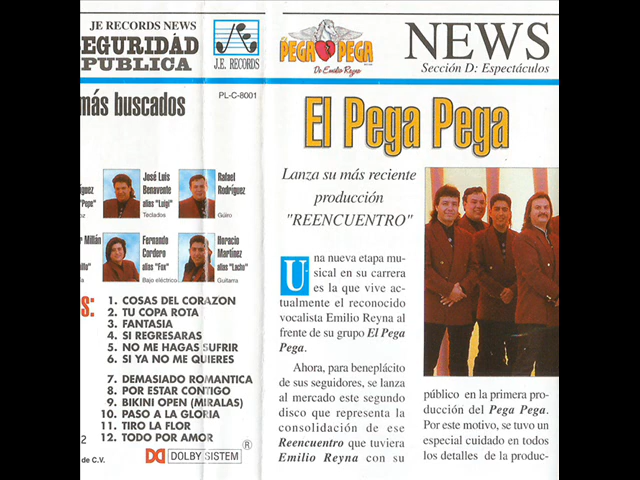 JE RECORDS NEWS
EGURIDAD
PUBLICA
J.E. RECORDS
más buscados
PL-C-8001
José Luis
Benavente
alias "Luigi"
Teclados
Rafael
Rodríguez
Güiro
Millán
Fernando
Cordero
alias "Fox"
Bajo eléctrico
Horacio
Martínez
alias "Lacho"
Guitarra
1. COSAS DEL CORAZON
2. TU COPA ROTA
3. FANTASIA
4. SI REGRESARAS
5. NO ME HAGAS SUFRIR
6. SI YA NO ME QUIERES
7. DEMASIADO ROMANTICA
8. POR ESTAR CONTIGO
9. BIKINI OPEN (MIRALAS)
10. PASO A LA GLORIA
11. TIRO LA FLOR
12. TODO POR AMOR
de C.V.
DOLBY SISTEM®
PEGA PEGA
De Emilio Reyna
NEWS
Sección D: Espectáculos
El Pega Pega
Lanza su más reciente
producción
"REENCUENTRO"
Una nueva etapa mu-
sical en su carrera
es la que vive ac-
tualmente el reconocido
vocalista Emilio Reyna al
frente de su grupo El Pega
Pega.
Ahora, para beneplácito
de sus seguidores, se lanza
al mercado este segundo
disco que representa la
consolidación de ese
Reencuentro que tuviera
Emilio Reyna con su
público en la primera pro-
ducción del Pega Pega.
Por este motivo, se tuvo un
especial cuidado en todos
los detalles de la produc-